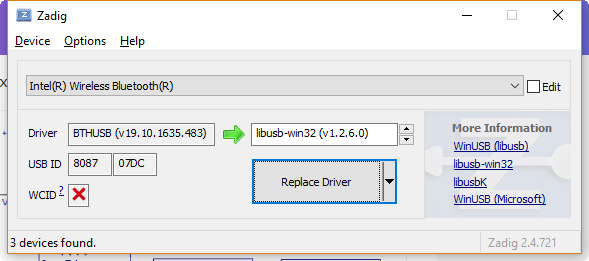 Zadig
Device Options Help
Intel(R) Wireless Bluetooth(R)
Edit
Driver BTHUSB (v19.10.1635.483) libusb-win32 (v1.2.6.0)
USB ID 8087 07DC
WCID ?
Replace Driver
More Information
WinUSB (libusb)
libusb-win32
libusbK
WinUSB (Microsoft)
3 devices found.
Zadig 2.4.721